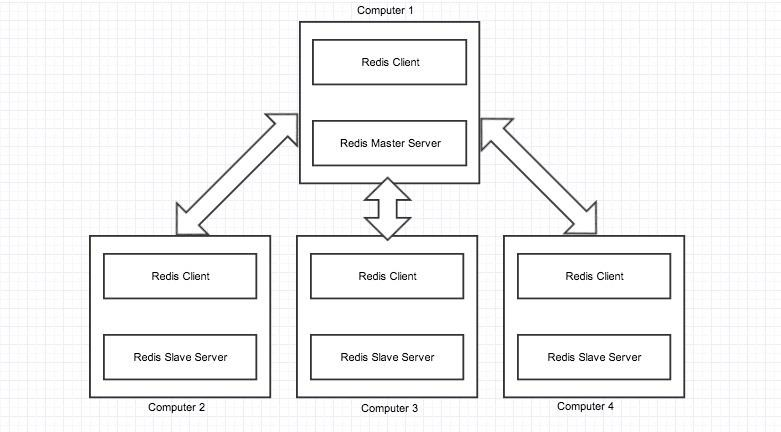 Computer 1
Redis Client
Redis Master Server
Redis Client
Redis Client
Redis Client
Redis Slave Server
Redis Slave Server
Redis Slave Server
Computer 2
Computer 3
Computer 4